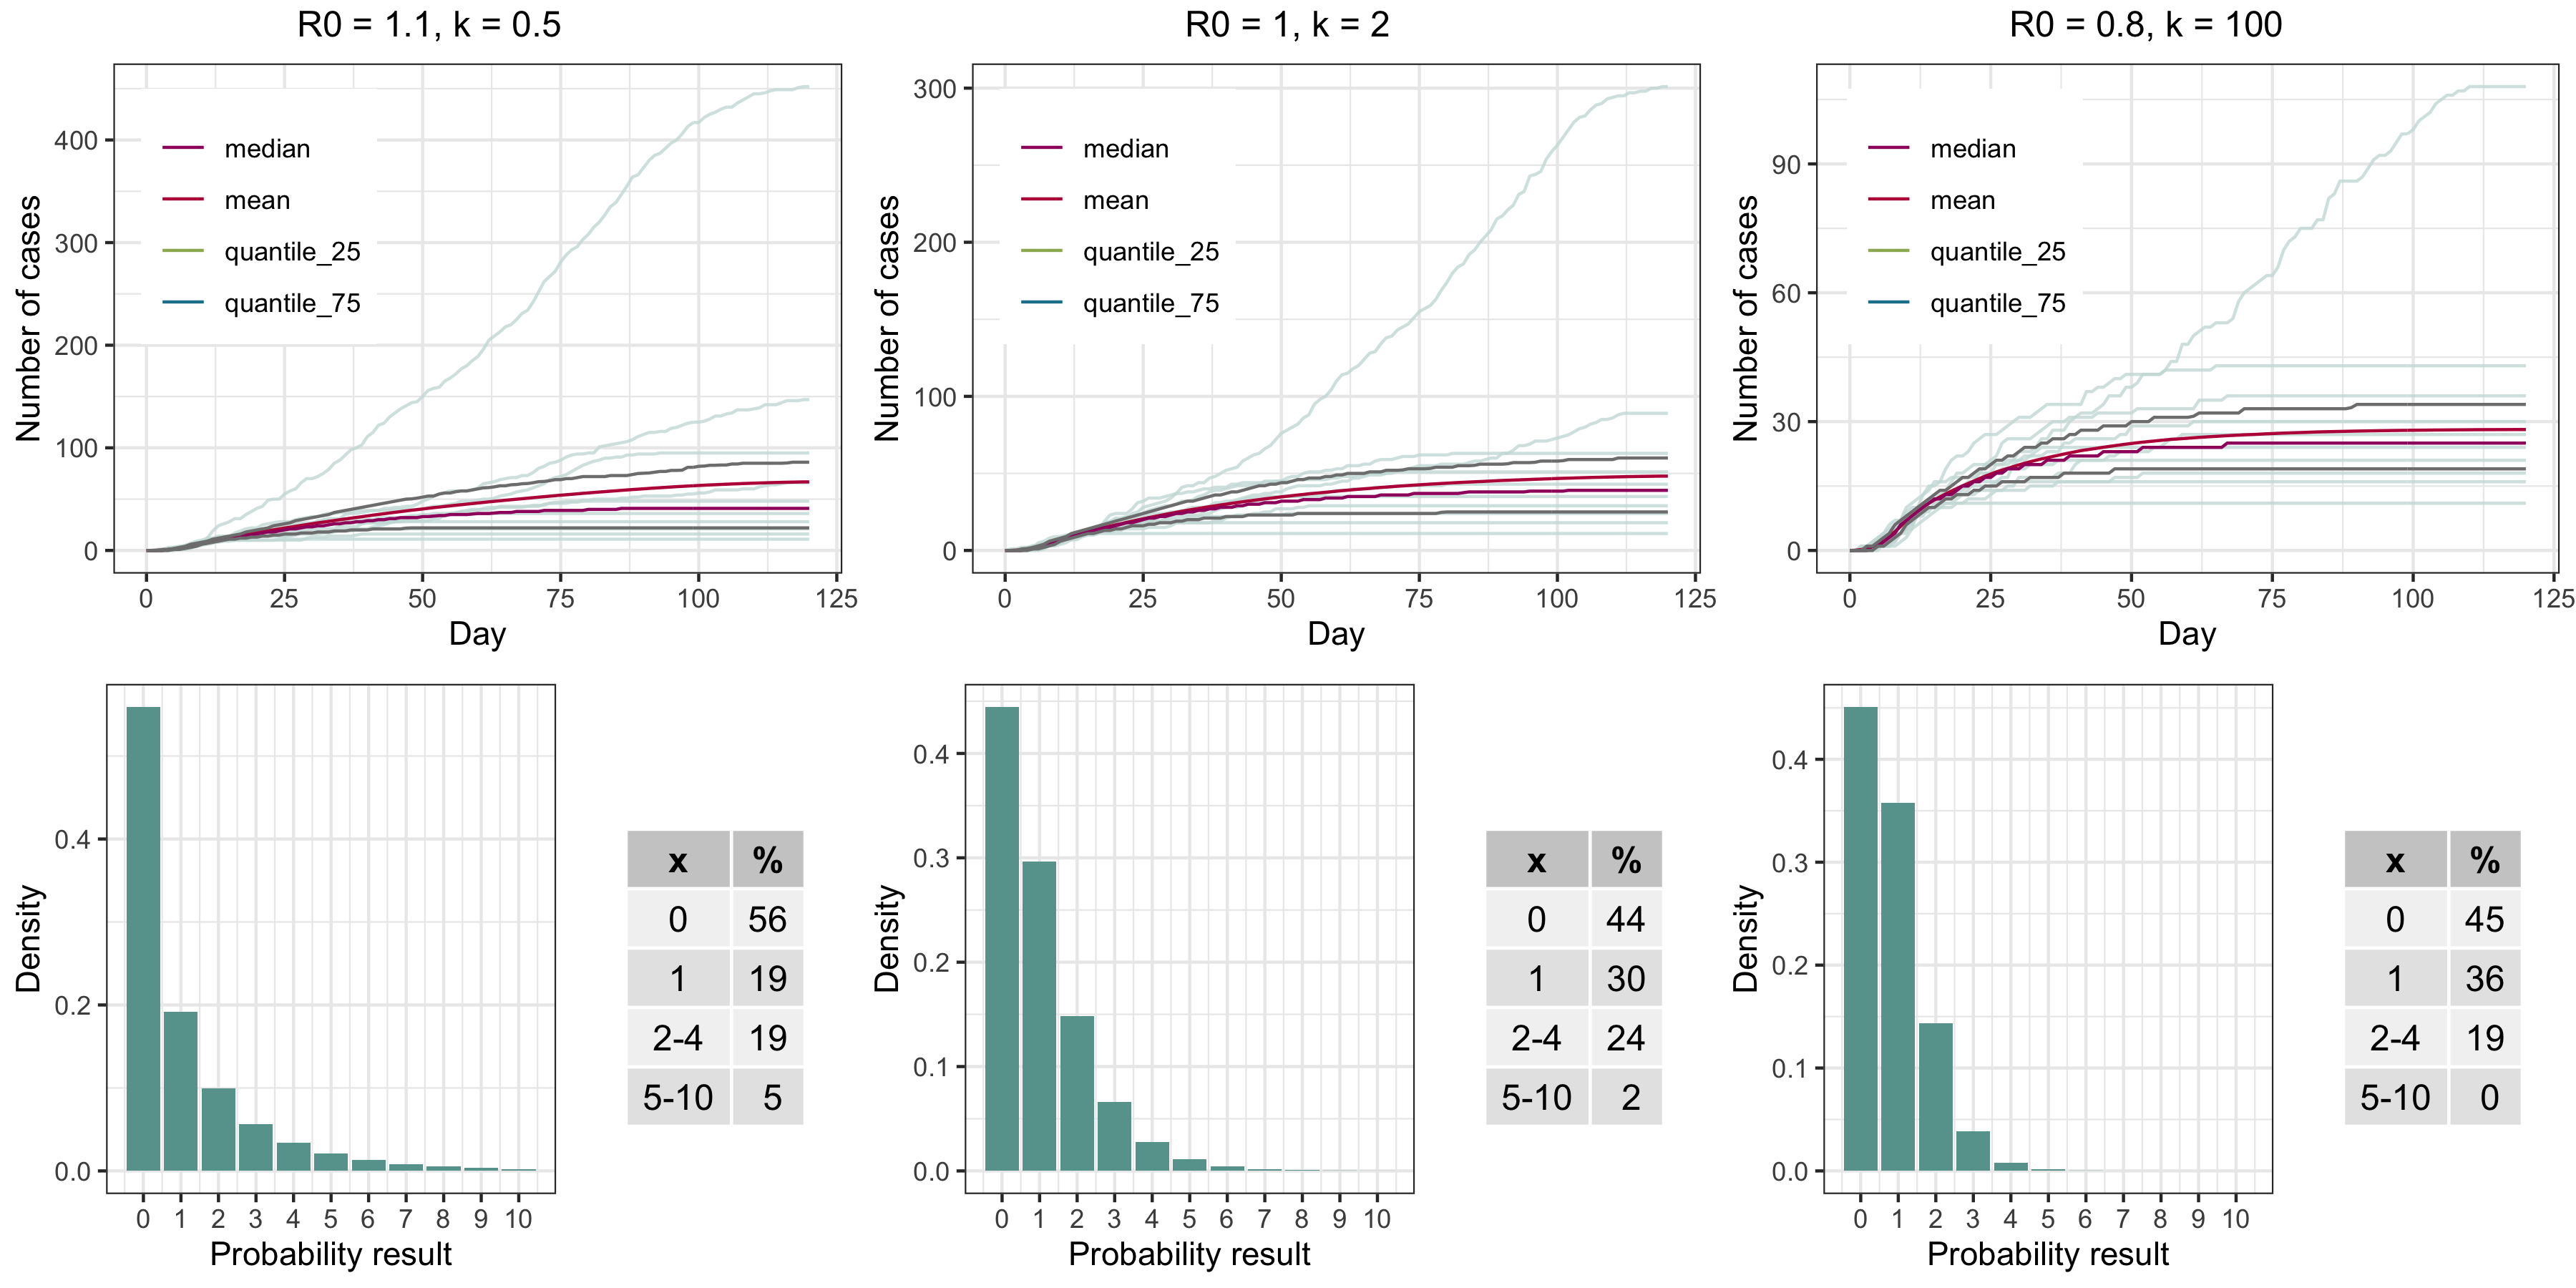 R0 = 1.1, k = 0.5
Number of cases
400
300
200
100
0
median
mean
quantile_25
quantile_75
0 25 50 75 100 125
Day
R0 = 1, k = 2
Number of cases
300
200
100
0
median
mean
quantile_25
quantile_75
0 25 50 75 100 125
Day
R0 = 0.8, k = 100
Number of cases
90
60
30
0
median
mean
quantile_25
quantile_75
0 25 50 75 100 125
Day
Density
0.4
0.2
0.0
0 1 2 3 4 5 6 7 8 9 10
Probability result
x %
0 56
1 19
2-4 19
5-10 5
Density
0.4
0.3
0.2
0.1
0.0
0 1 2 3 4 5 6 7 8 9 10
Probability result
x %
0 44
1 30
2-4 24
5-10 2
Density
0.4
0.3
0.2
0.1
0.0
0 1 2 3 4 5 6 7 8 9 10
Probability result
x %
0 45
1 36
2-4 19
5-10 0